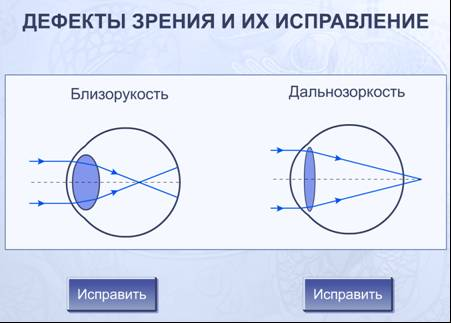 ДЕФЕКТЫ ЗРЕНИЯ И ИХ ИСПРАВЛЕНИЕ
Близорукость
Дальнозоркость
Исправить
Исправить